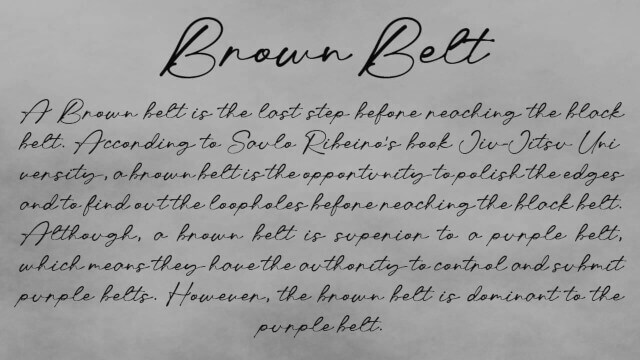 Brown Belt
A Brown belt is the last step before reaching the black
belt. According to Saulo Ribeiro's book Jiu-Jitsu Uni
versity, a brown belt is the opportunity to polish the edges
and to find out the loopholes before reaching the black belt.
Although, a brown belt is superior to a purple belt,
which means they have the authority to control and submit
purple belts. However, the brown belt is dominant to the
purple belt.